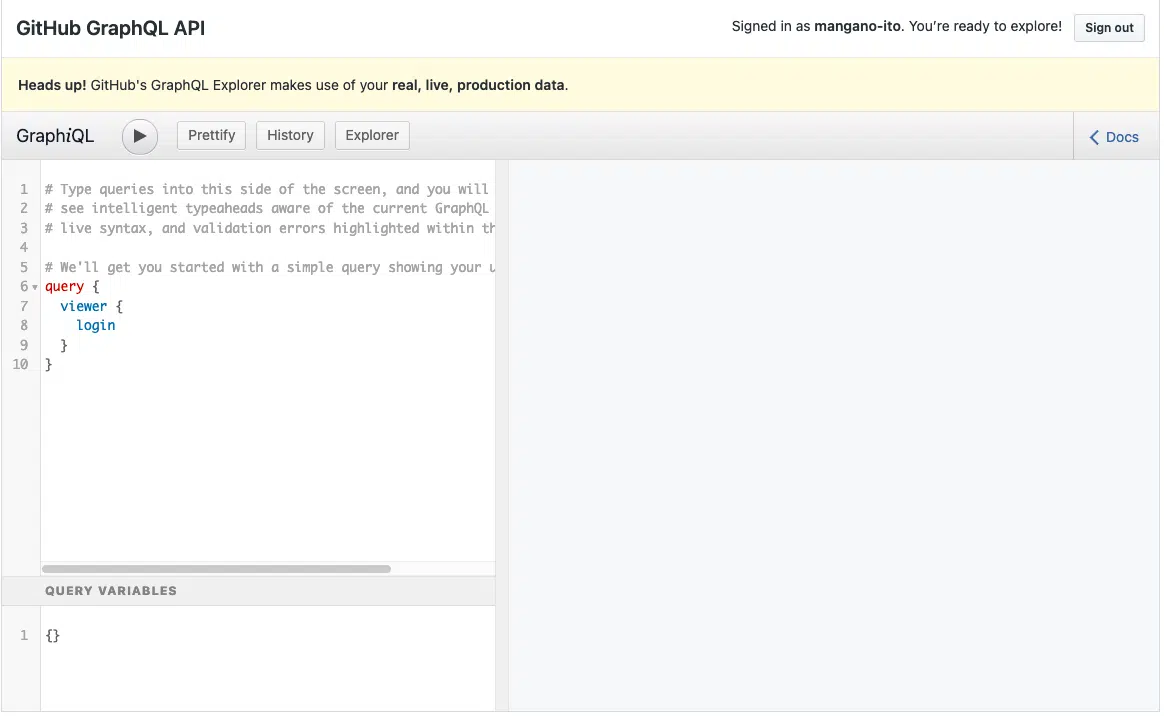 GitHub GraphQL API
Signed in as mangano-ito. You're ready to explore!
Sign out
Heads up! GitHub's GraphQL Explorer makes use of your real, live, production data.
GraphiQL
Prettify
History
Explorer
Docs
1 # Type queries into this side of the screen, and you will
2 # see intelligent typeaheads aware of the current GraphQL
3 # live syntax, and validation errors highlighted within th
4
5 # We'll get you started with a simple query showing your u
6 query {
7 viewer {
8 login
9 }
10 }
QUERY VARIABLES
1 {}